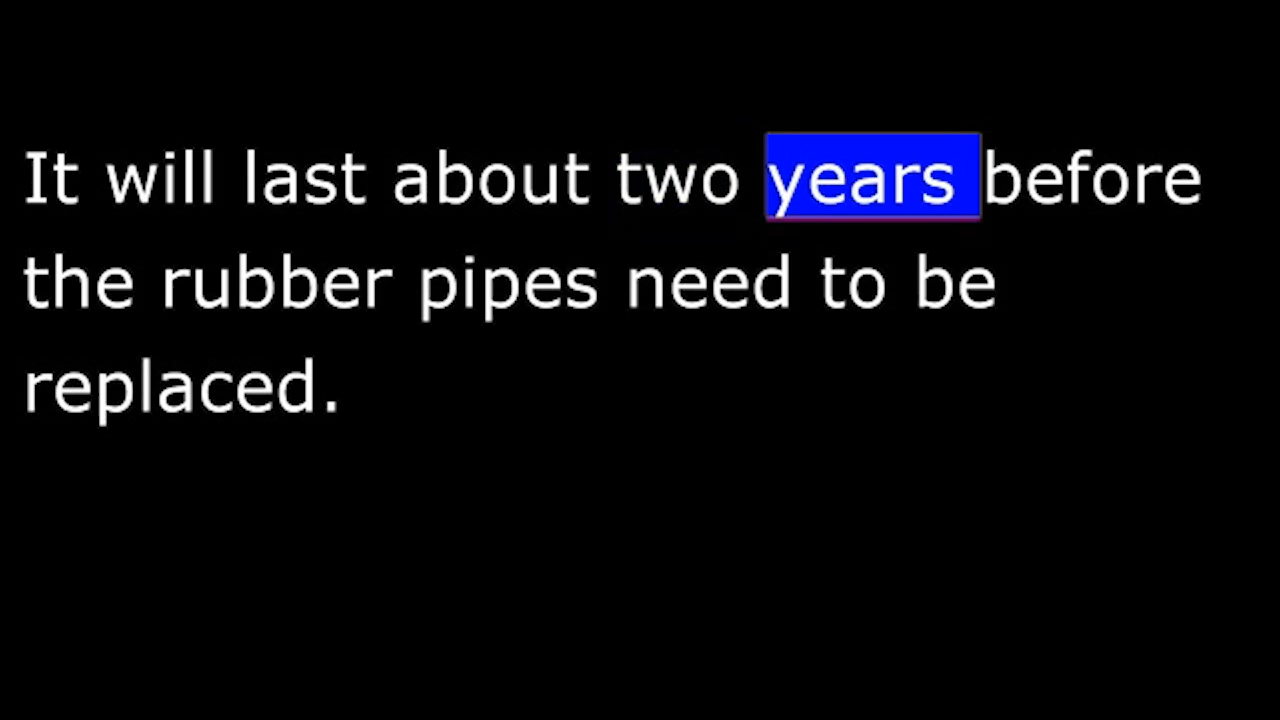 It will last about two years before
the rubber pipes need to be
replaced.